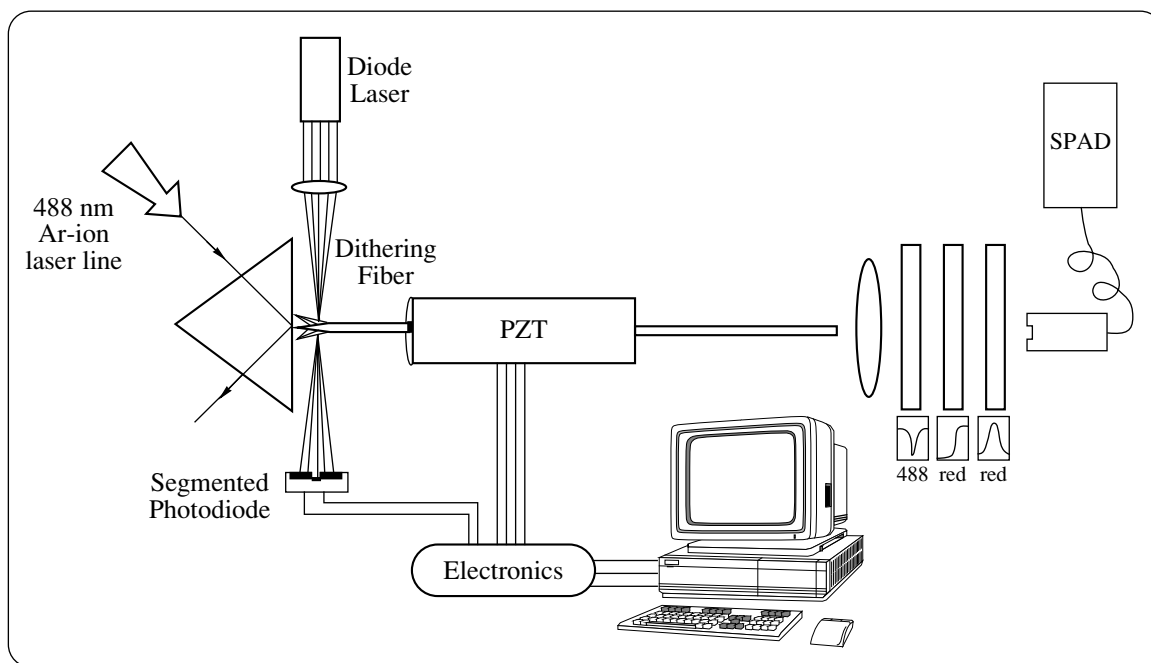 Diode
Laser
SPAD
488 nm
Ar-ion
laser line
Dithering
Fiber
PZT
488 red red
Segmented
Photodiode
Electronics